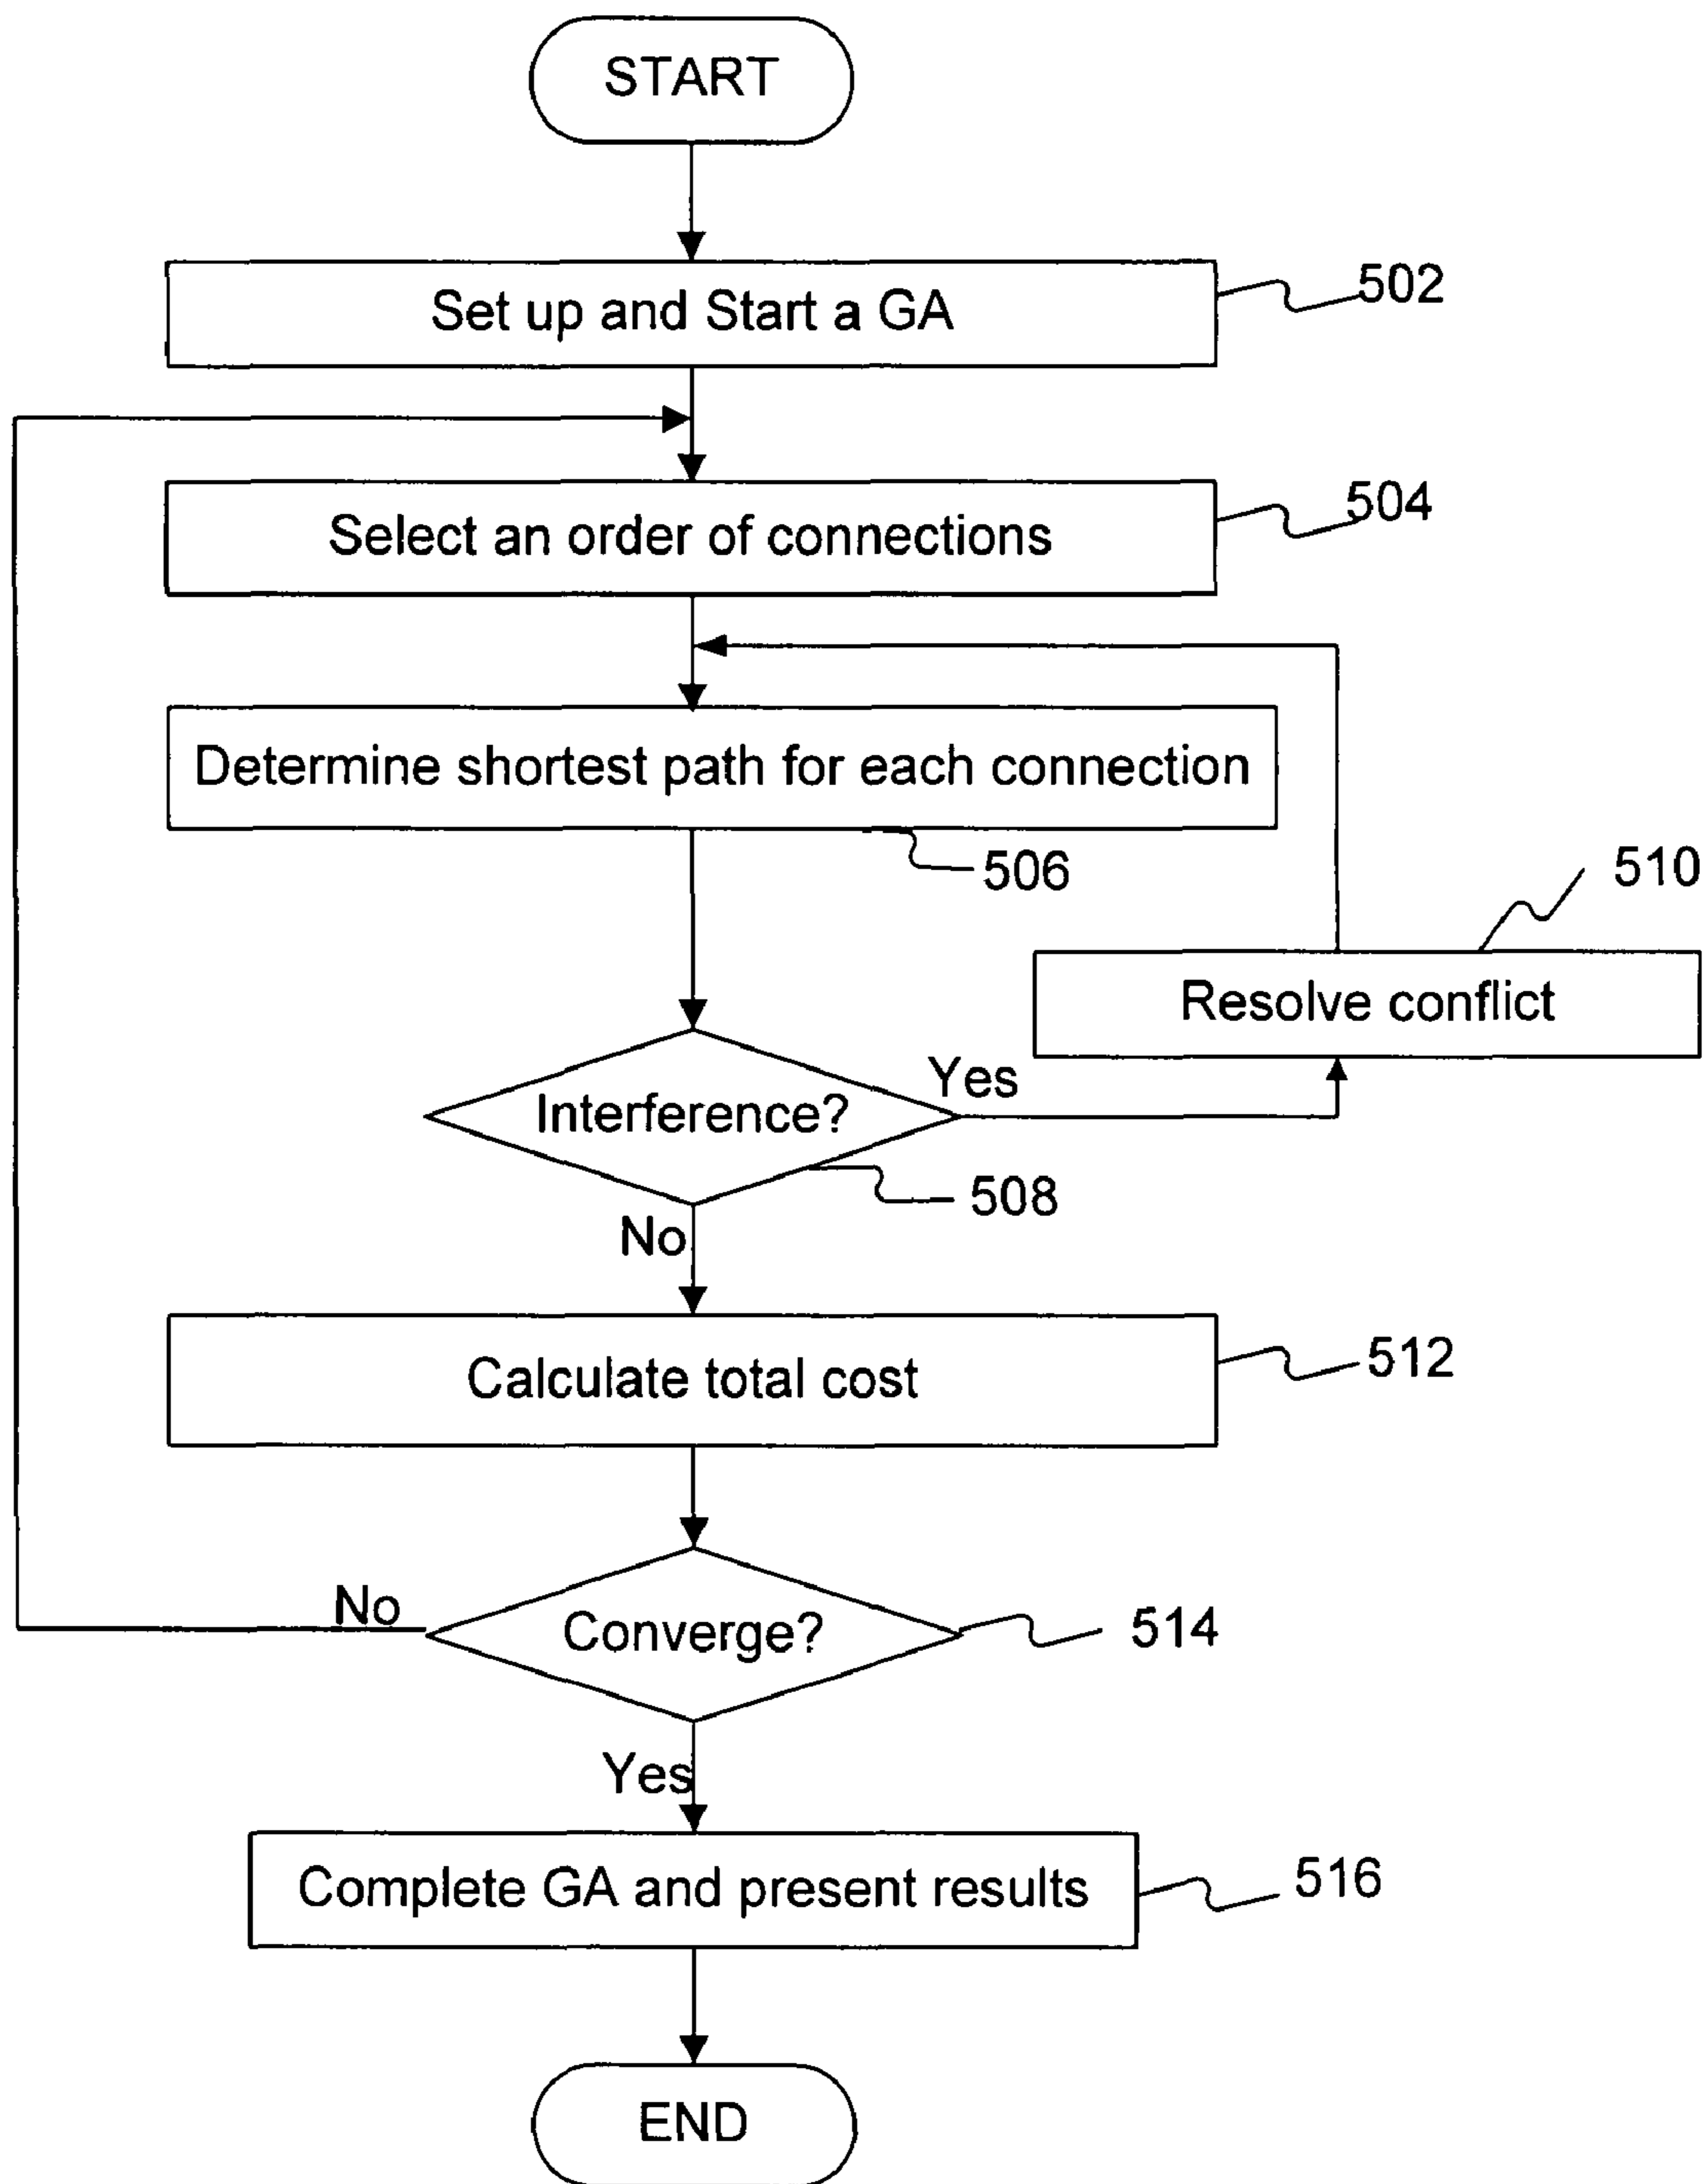 START
Set up and Start a GA
502
Select an order of connections
504
Determine shortest path for each connection
506
510
Resolve conflict
Yes
Interference?
508
No
Calculate total cost
512
No
Converge?
514
Yes
Complete GA and present results
516
END